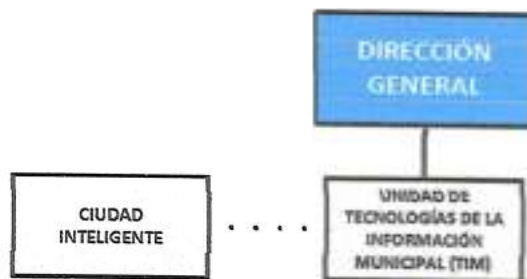 DIRECCIÓN
GENERAL
CIUDAD
INTELIGENTE
UNIDAD DE
TECNOLOGÍAS DE LA
INFORMACIÓN
MUNICIPAL (TIM)